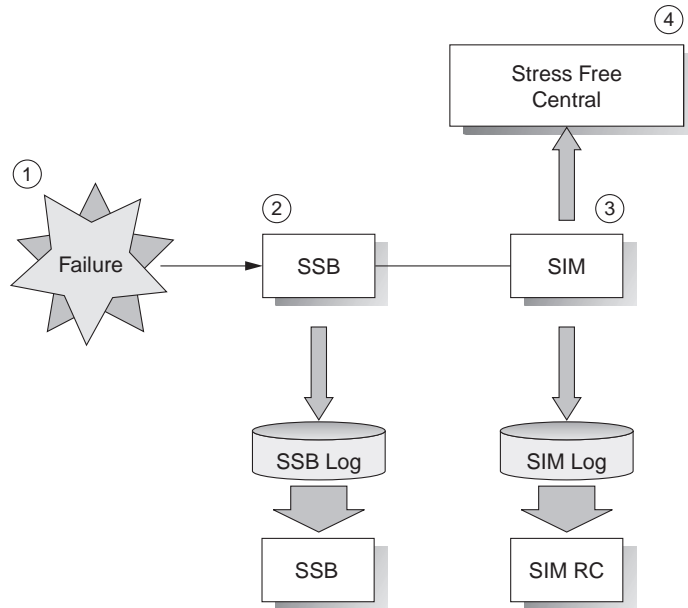 4
Stress Free
Central
1
2
3
Failure
SSB
SIM
SSB Log
SIM Log
SSB
SIM RC